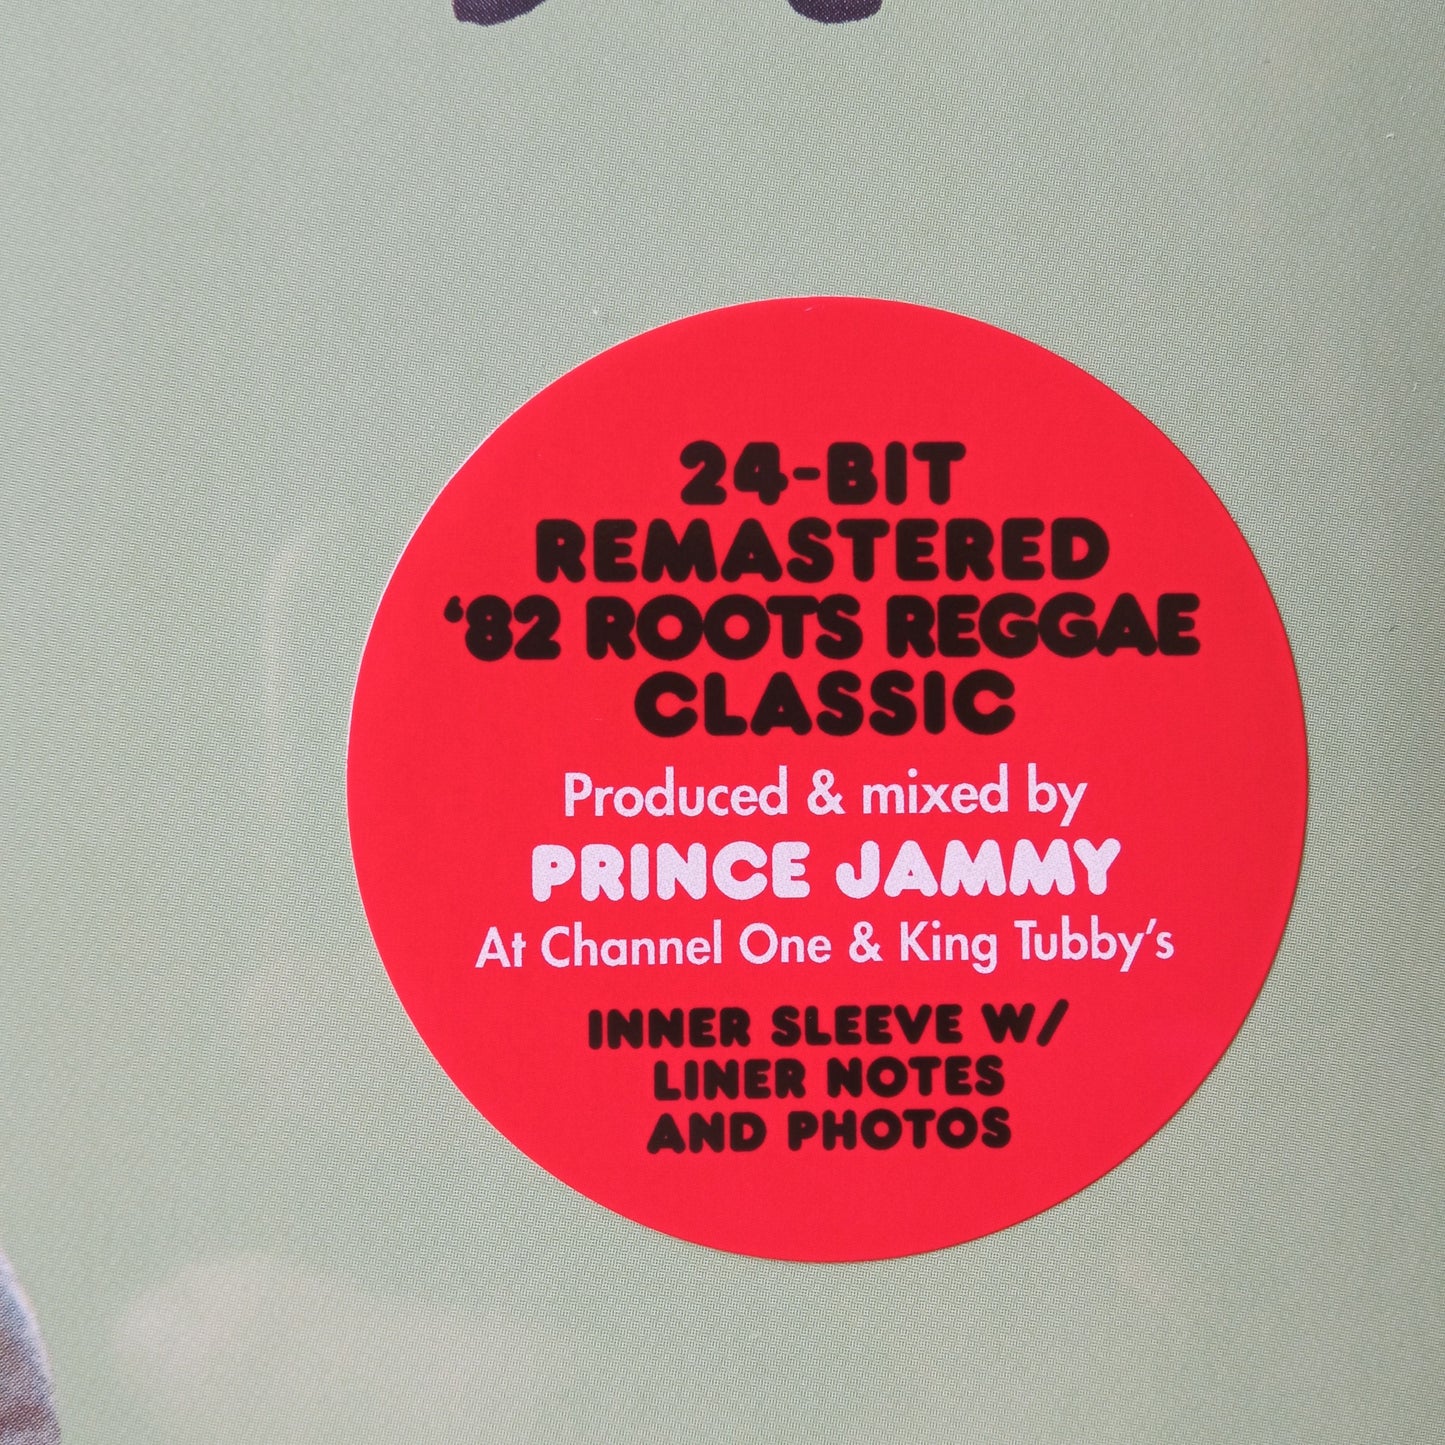 24-BIT
REMASTERED
‘82 ROOTS REGGAE
CLASSIC
Produced & mixed by
PRINCE JAMMY
At Channel One & King Tubby’s
INNER SLEEVE W/
LINER NOTES
AND PHOTOS